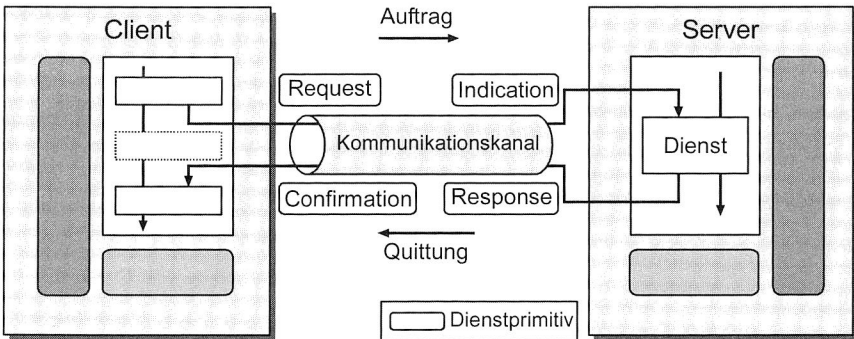 Client
Auftrag
Server
Request
Indication
Kommunikationskanal
Dienst
Confirmation
Response
Quittung
Dienstprimitiv